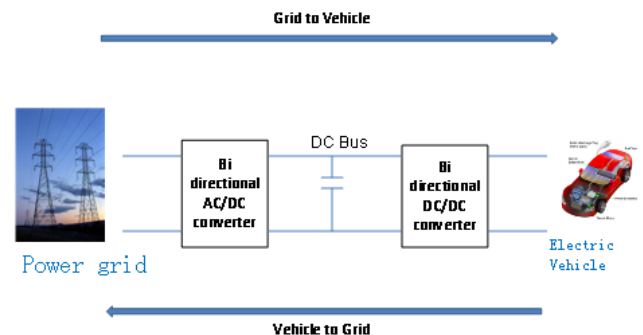 Grid to Vehicle
DC Bus
Bi
directional
AC/DC
converter
Bi
directional
DC/DC
converter
Power grid
Electric
Vehicle
Vehicle to Grid